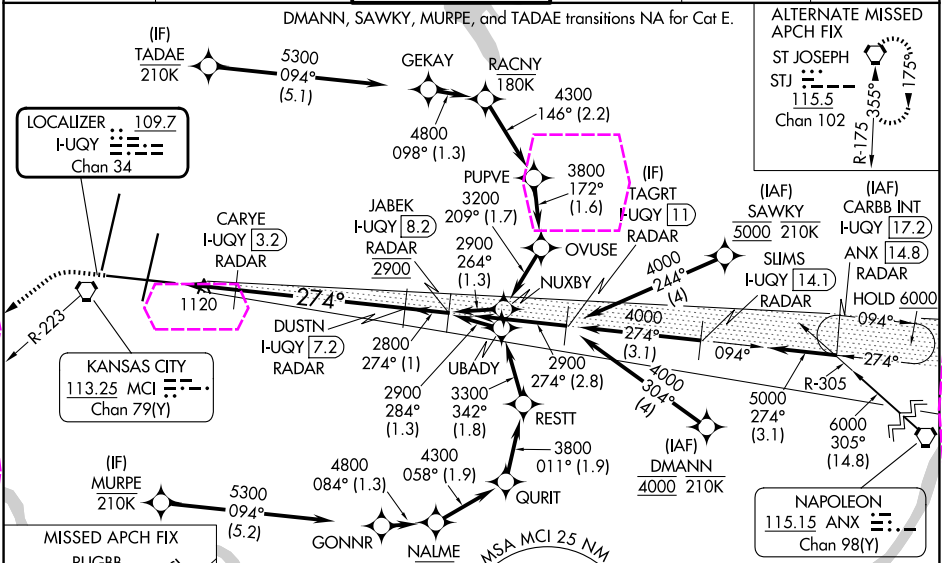 DMANN, SAWKY, MURPE, and TADAE transitions NA for Cat E.
ALTERNATE MISSED
APCH FIX
ST JOSEPH
STJ
115.5
Chan 102
R-175
355°
175°
(IF)
TADAE
210K
5300
094°
(5.1)
GEKAY
RACNY
180K
4800
098° (1.3)
4300
146° (2.2)
LOCALIZER 109.7
I-UQY
Chan 34
PUPVE
3800
172°
(1.6)
(IF)
TAGRT
I-UQY 11
RADAR
3200
209° (1.7)
OVUSE
(IAF)
SAWKY
5000 210K
(IAF)
CARBB INT
I-UQY 17.2
ANX 14.8
RADAR
CARYE
I-UQY 3.2
RADAR
JABEK
I-UQY 8.2
RADAR
2900
2900
264°
(1.3)
NUXBY
4000
244°
(4)
SLIMS
I-UQY 14.1
RADAR
HOLD 6000
094°
274°
1120
274°
R-223
DUSTN
I-UQY 7.2
RADAR
2800
274° (1)
UBADY
2900
274° (2.8)
4000
274°
(3.1)
094°
5000
274°
(3.1)
R-305
6000
305°
(14.8)
KANSAS CITY
113.25 MCI
Chan 79(Y)
2900
284°
(1.3)
3300
342°
(1.8)
RESTT
4000
304°
(4)
(IAF)
DMANN
4000 210K
3800
011° (1.9)
QURIT
4300
058° (1.9)
4800
084° (1.3)
(IF)
MURPE
210K
5300
094°
(5.2)
GONNR
NALME
NAPOLEON
115.15 ANX
Chan 98(Y)
MISSED APCH FIX
MSA MCI 25 NM